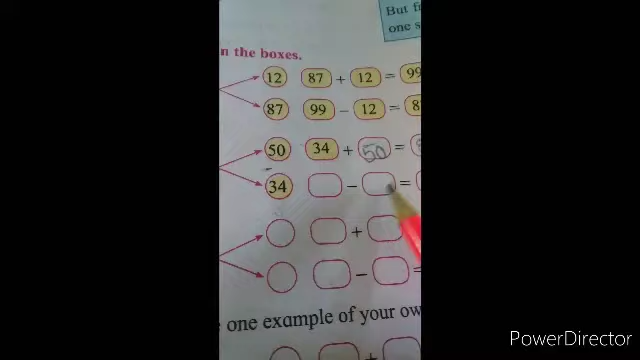 But
one
n the boxes.
12 87 + 12 = 99
87 99 - 12 = 8
50 34 + 50 =
34 - =
+
- =
one example of your ow
+
PowerDirector